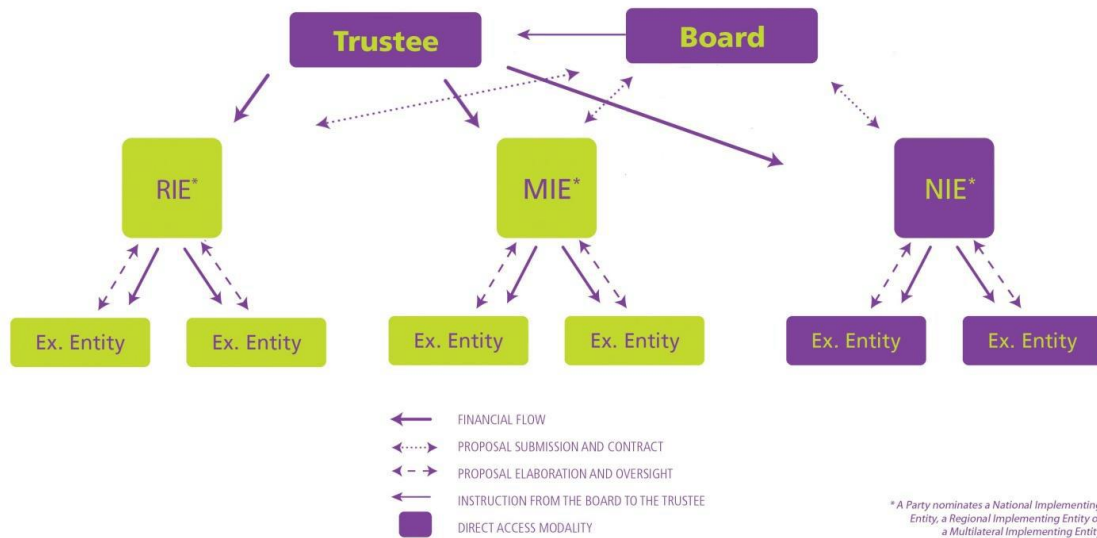 Trustee
Board
RIE*
MIE*
NIE*
Ex. Entity
Ex. Entity
Ex. Entity
Ex. Entity
Ex. Entity
Ex. Entity
FINANCIAL FLOW
PROPOSAL SUBMISSION AND CONTRACT
PROPOSAL ELABORATION AND OVERSIGHT
INSTRUCTION FROM THE BOARD TO THE TRUSTEE
DIRECT ACCESS MODALITY
* A Party nominates a National Implementing
Entity, a Regional Implementing Entity o
a Multilateral Implementing Entity